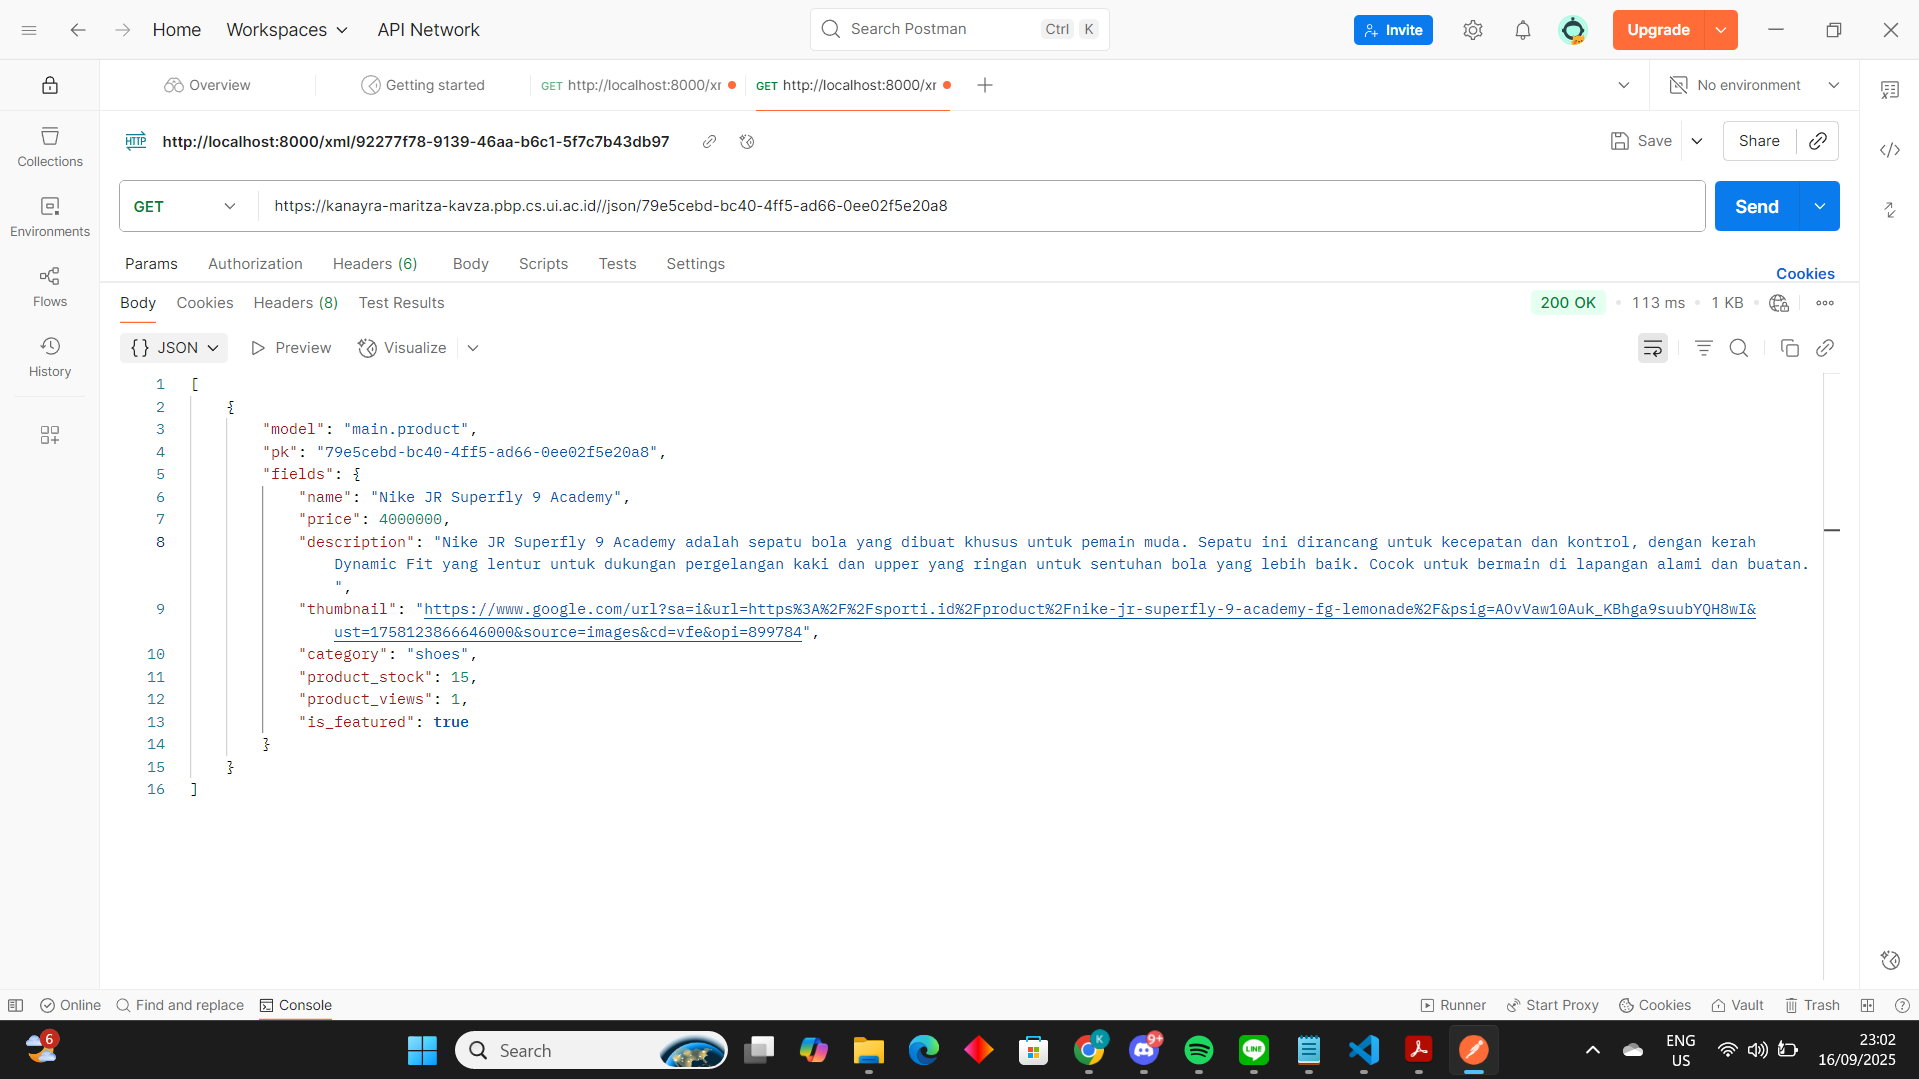 Home Workspaces API Network Search Postman Ctrl K Invite Upgrade
Overview Getting started GET http://localhost:8000/xr GET http://localhost:8000/xr No environment
HTTP http://localhost:8000/xml/92277f78-9139-46aa-b6c1-5f7c7b43db97 Save Share
GET https://kanayra-maritza-kavza.pbp.cs.ui.ac.id//json/79e5cebd-bc40-4ff5-ad66-0ee02f5e20a8 Send
Params Authorization Headers (6) Body Scripts Tests Settings Cookies
Body Cookies Headers (8) Test Results 200 OK 113 ms 1 KB
{} JSON Preview Visualize
Collections
Environments
Flows
History
1 [
2 {
3 "model": "main.product",
4 "pk": "79e5cebd-bc40-4ff5-ad66-0ee02f5e20a8",
5 "fields": {
6 "name": "Nike JR Superfly 9 Academy",
7 "price": 4000000,
8 "description": "Nike JR Superfly 9 Academy adalah sepatu bola yang dibuat khusus untuk pemain muda. Sepatu ini dirancang untuk kecepatan dan kontrol, dengan kerah
Dynamic Fit yang lentur untuk dukungan pergelangan kaki dan upper yang ringan untuk sentuhan bola yang lebih baik. Cocok untuk bermain di lapangan alami dan buatan.
",
9 "thumbnail": "https://www.google.com/url?sa=i&url=https%3A%2F%2Fsporti.id%2Fproduct%2Fnike-jr-superfly-9-academy-fg-lemonade%2F&psig=AOvVaw10Auk_KBhga9suubYQH8wI&
ust=1758123866646000&source=images&cd=vfe&opi=899784",
10 "category": "shoes",
11 "product_stock": 15,
12 "product_views": 1,
13 "is_featured": true
14 }
15 }
16 ]
Online Find and replace Console Runner Start Proxy Cookies Vault Trash
6 Search K 9+ ENG 23:02
US 16/09/2025